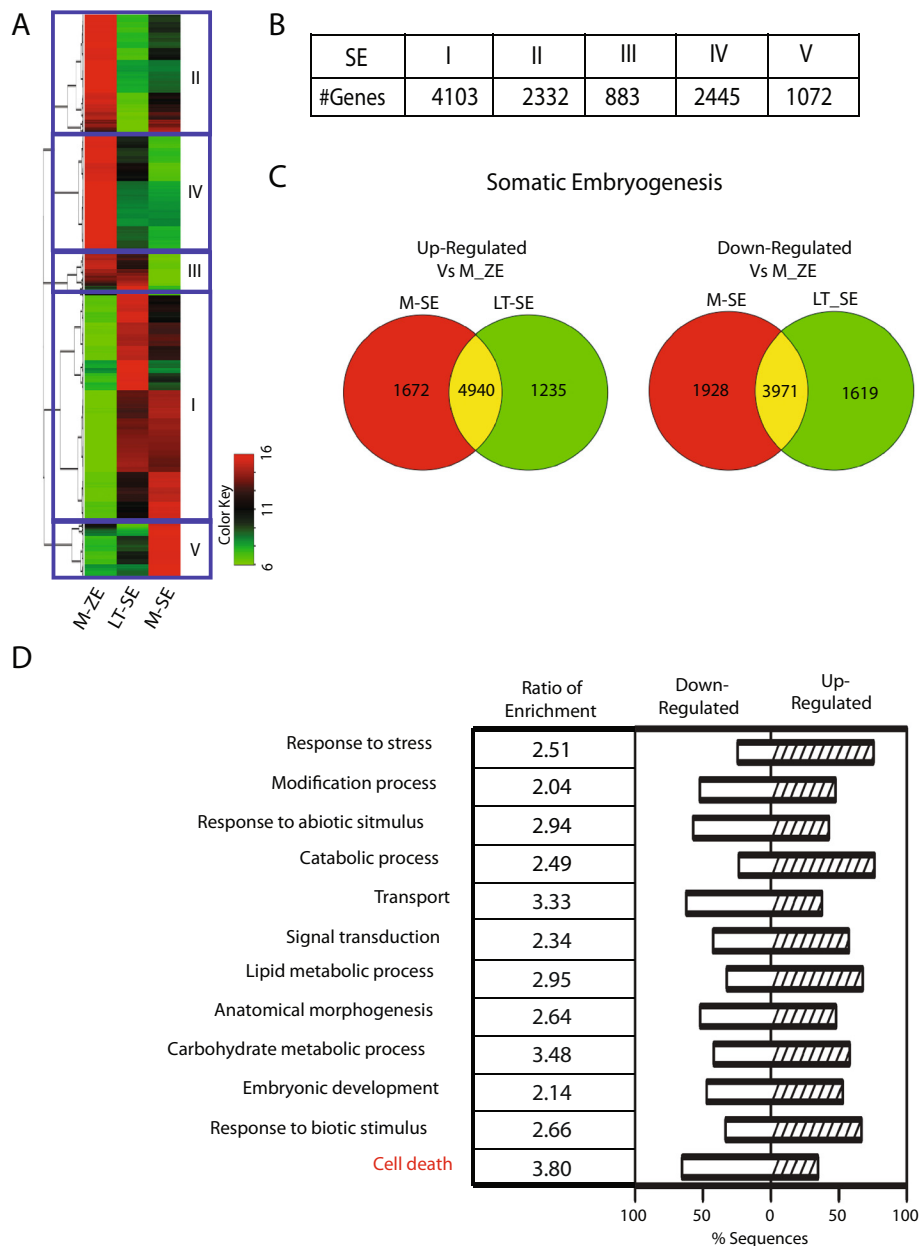 A
II
IV
III
I
V
Color Key
16
11
6
M-ZE
LT-SE
M-SE
B
SE I II III IV V
#Genes 4103 2332 883 2445 1072
C
Somatic Embryogenesis
Up-Regulated
Vs M_ZE
M-SE LT-SE
1672 4940 1235
Down-Regulated
Vs M_ZE
M-SE LT_SE
1928 3971 1619
D
Ratio of
Enrichment
Down-
Regulated
Up-
Regulated
Response to stress 2.51
Modification process 2.04
Response to abiotic sitmulus 2.94
Catabolic process 2.49
Transport 3.33
Signal transduction 2.34
Lipid metabolic process 2.95
Anatomical morphogenesis 2.64
Carbohydrate metabolic process 3.48
Embryonic development 2.14
Response to biotic stimulus 2.66
Cell death 3.80
100 50 0 50 100
% Sequences